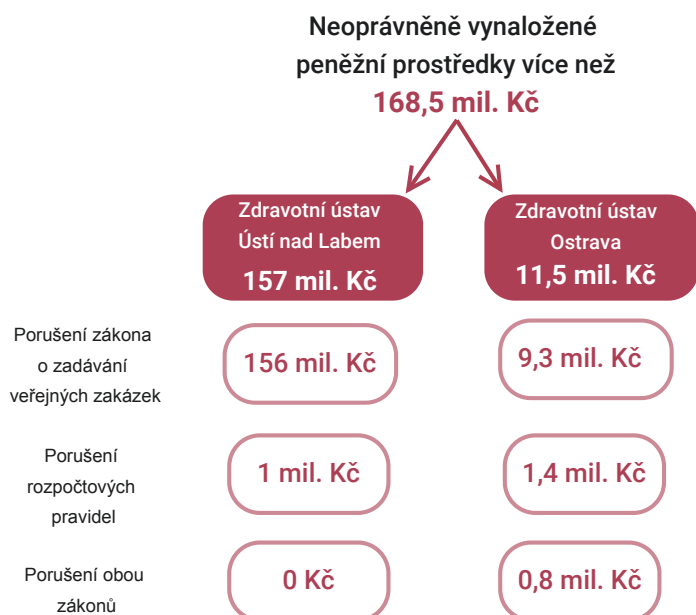 Neoprávněně vynaložené
peněžní prostředky více než
168,5 mil. Kč
Zdravotní ústav
Ústí nad Labem
157 mil. Kč
Zdravotní ústav
Ostrava
11,5 mil. Kč
Porušení zákona
o zadávání
veřejných zakázek
156 mil. Kč
9,3 mil. Kč
Porušení
rozpočtových
pravidel
1 mil. Kč
1,4 mil. Kč
Porušení obou
zákonů
0 Kč
0,8 mil. Kč